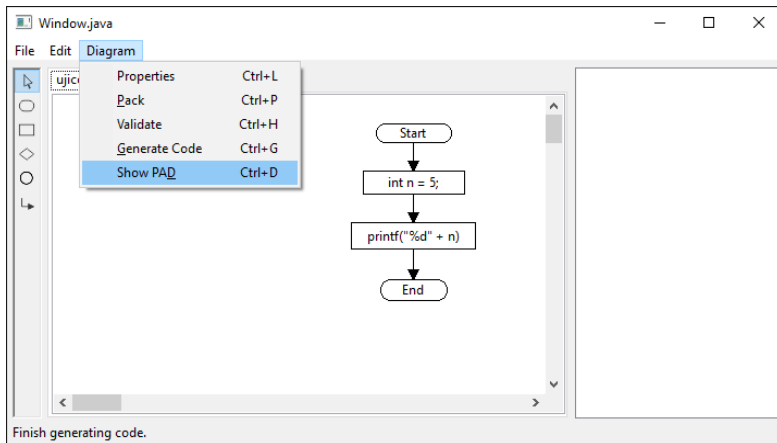 Window.java
File Edit Diagram
Properties Ctrl+L
Pack Ctrl+P
Validate Ctrl+H
Generate Code Ctrl+G
Show PAD Ctrl+D
Start
int n = 5;
printf("%d" + n)
End
Finish generating code.